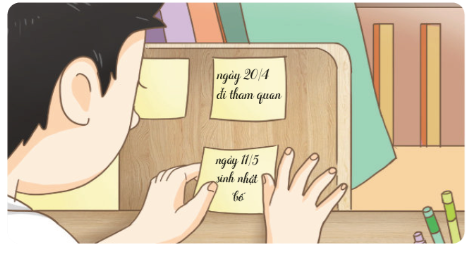 ngày 20/4
đi tham quan
ngày 11/5
sinh nhật
bố